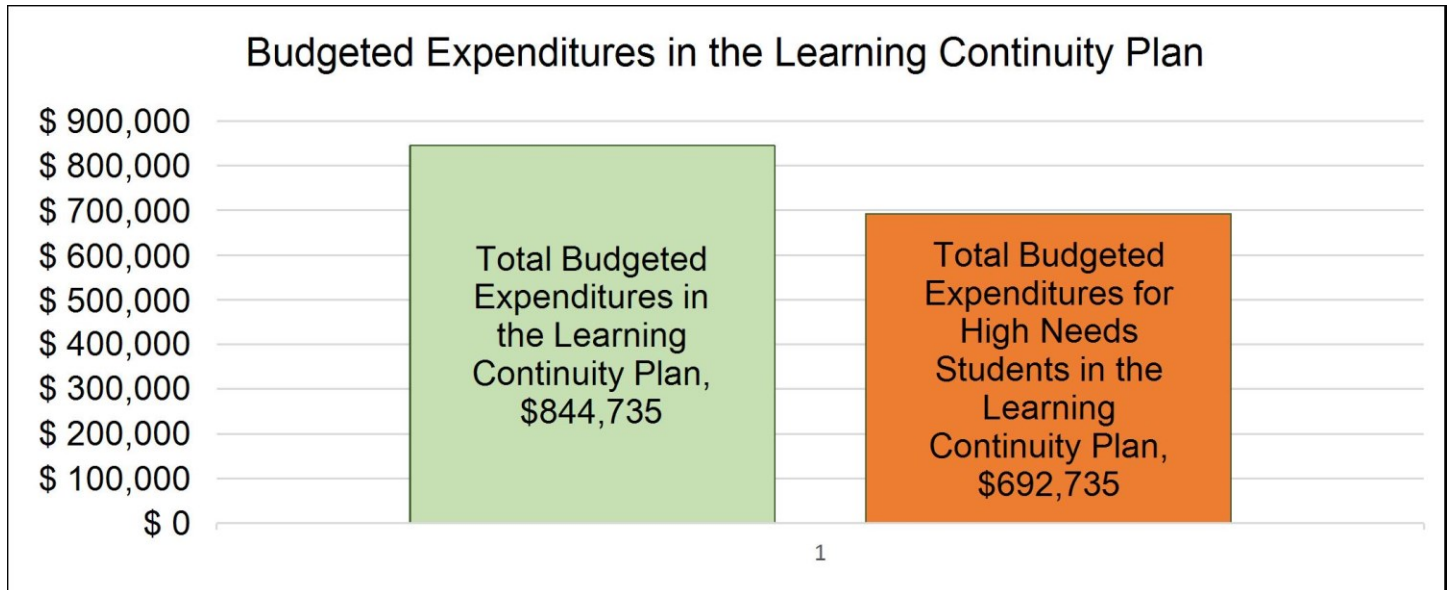 Budgeted Expenditures in the Learning Continuity Plan
$ 900,000
$ 800,000
$ 700,000
$ 600,000
$ 500,000
$ 400,000
$ 300,000
$ 200,000
$ 100,000
$ 0
Total Budgeted
Expenditures in
the Learning
Continuity Plan,
$844,735
Total Budgeted
Expenditures for
High Needs
Students in the
Learning
Continuity Plan,
$692,735
1